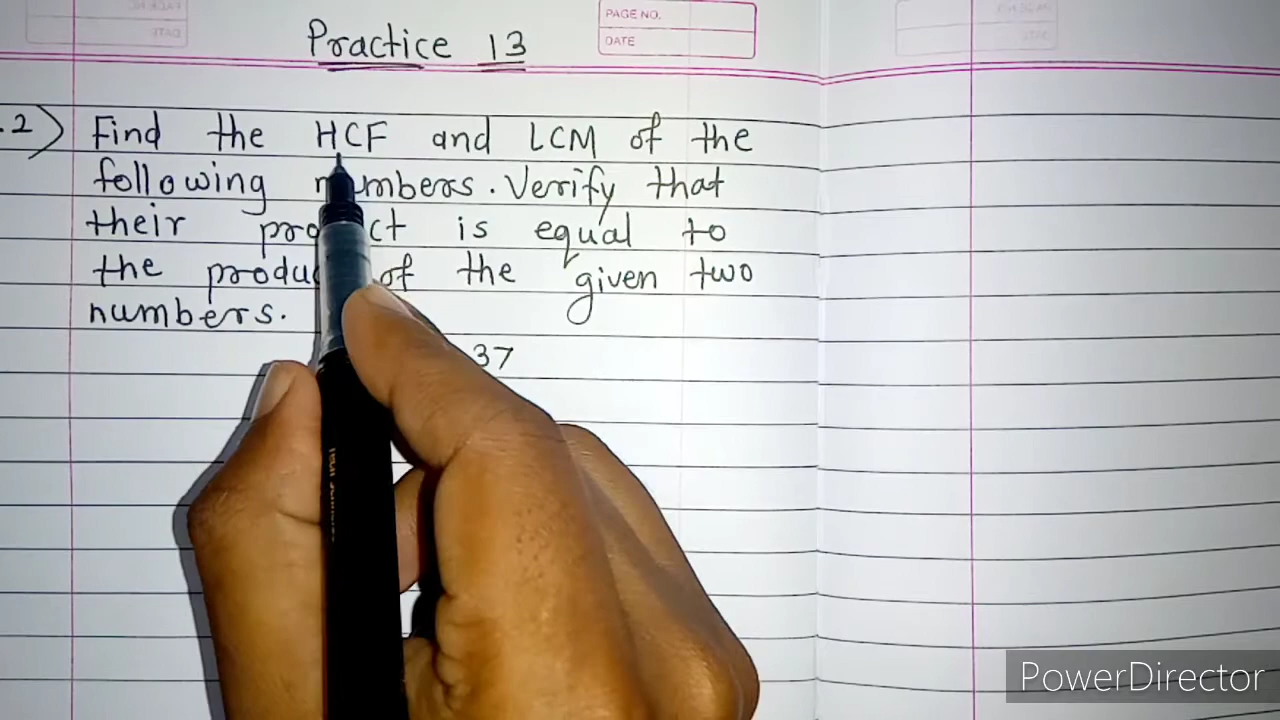 PAGE NO.
DATE
Practice 13
.2) Find the HCF and LCM of the
following numbers. Verify that
their product is equal to
the product of the given two
numbers.
37
PowerDirector